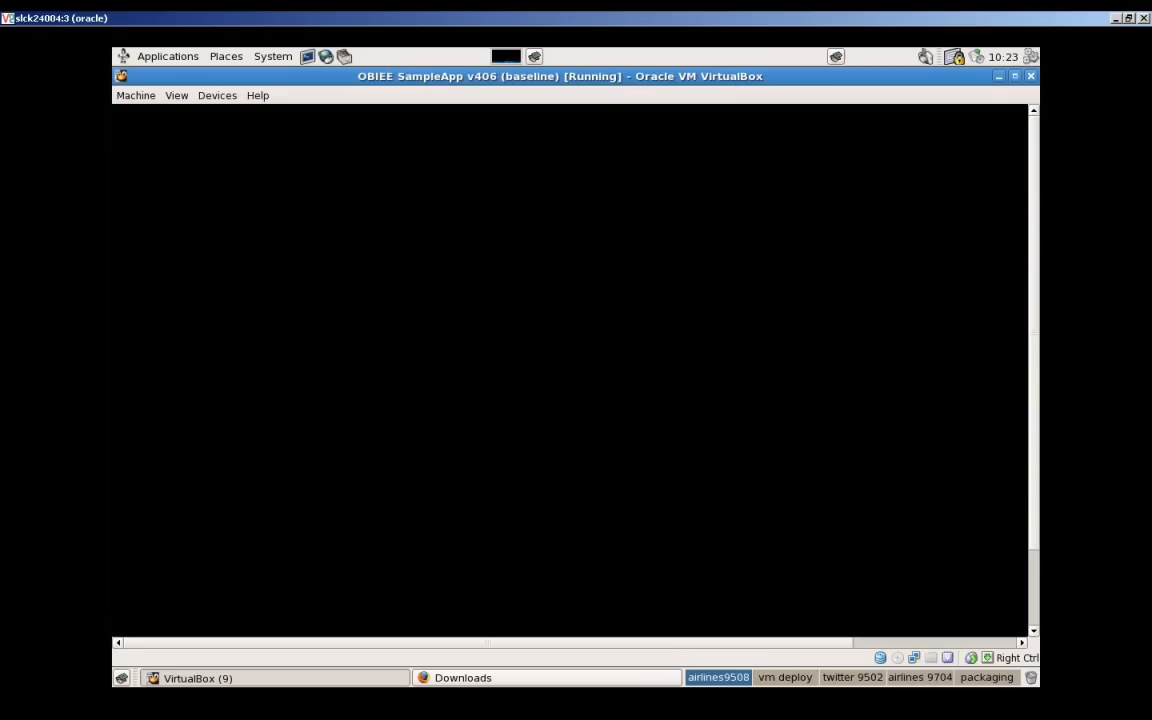 slck24004:3 (oracle)
Applications Places System 10:23
OBIEE SampleApp v406 (baseline) [Running] - Oracle VM VirtualBox
Machine View Devices Help
Right Ctrl
VirtualBox (9) Downloads airlines9508 vm deploy twitter 9502 airlines 9704 packaging